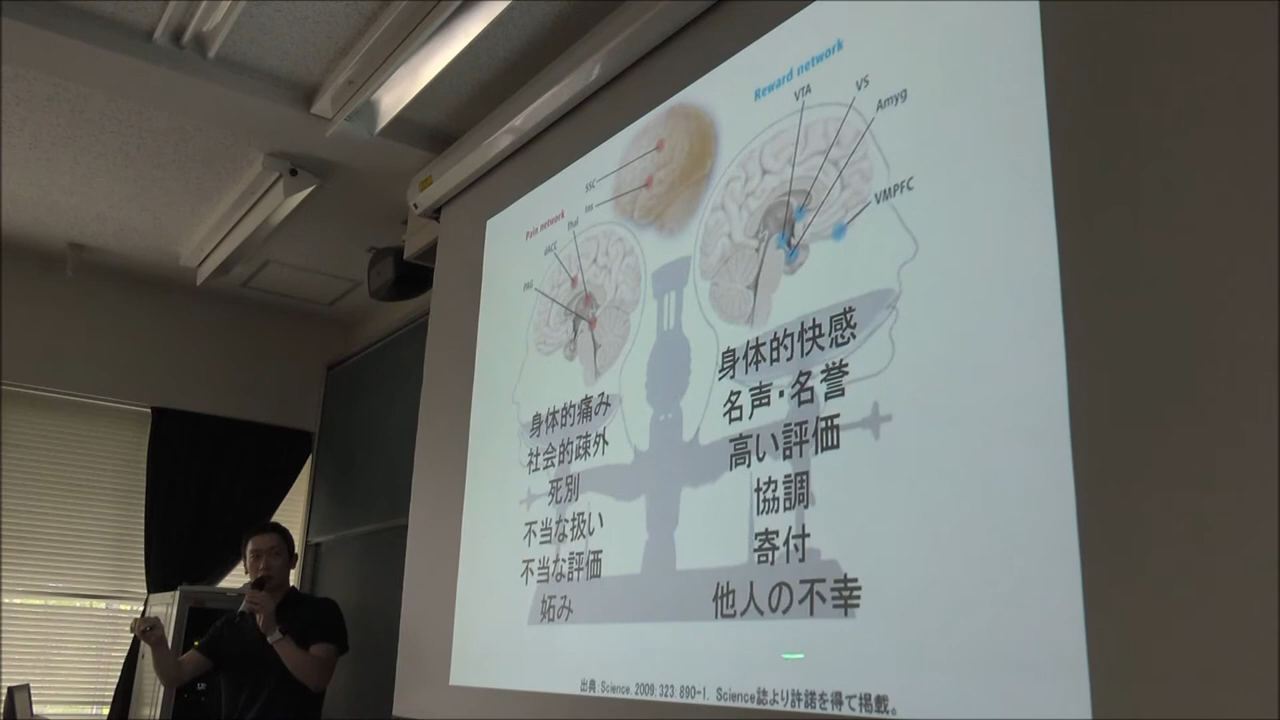 Reward network
VTA
VS
Amyg
VMPFC
SSC
Ins
Pain network
thal
dACC
PAG
身体的痛み
社会的疎外
死別
不当な扱い
不当な評価
妬み
身体的快感
名声・名誉
高い評価
協調
寄付
他人の不幸
出典:Science. 2009:323:890-1. Science誌より許諾を得て掲載。